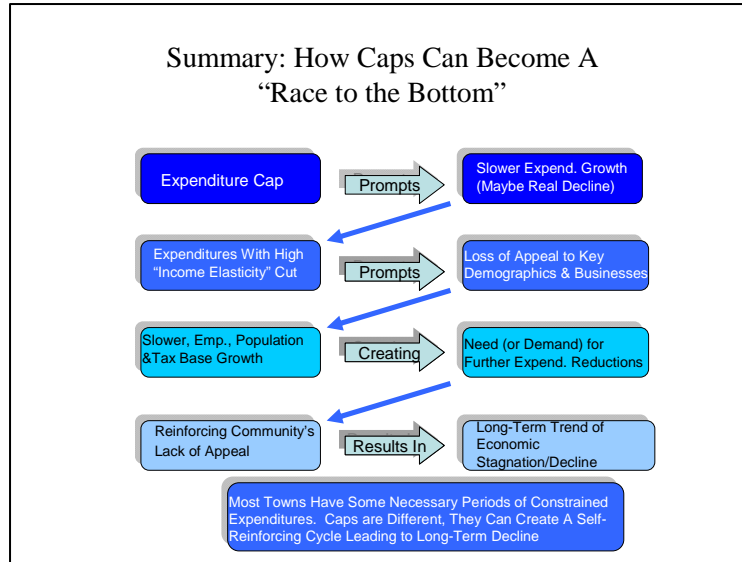 Summary: How Caps Can Become A
“Race to the Bottom”
Expenditure Cap
Prompts
Slower Expend. Growth
(Maybe Real Decline)
Expenditures With High
“Income Elasticity” Cut
Prompts
Loss of Appeal to Key
Demographics & Businesses
Slower, Emp., Population
&Tax Base Growth
Creating
Need (or Demand) for
Further Expend. Reductions
Reinforcing Community’s
Lack of Appeal
Results In
Long-Term Trend of
Economic
Stagnation/Decline
Most Towns Have Some Necessary Periods of Constrained
Expenditures. Caps are Different, They Can Create A Self-
Reinforcing Cycle Leading to Long-Term Decline